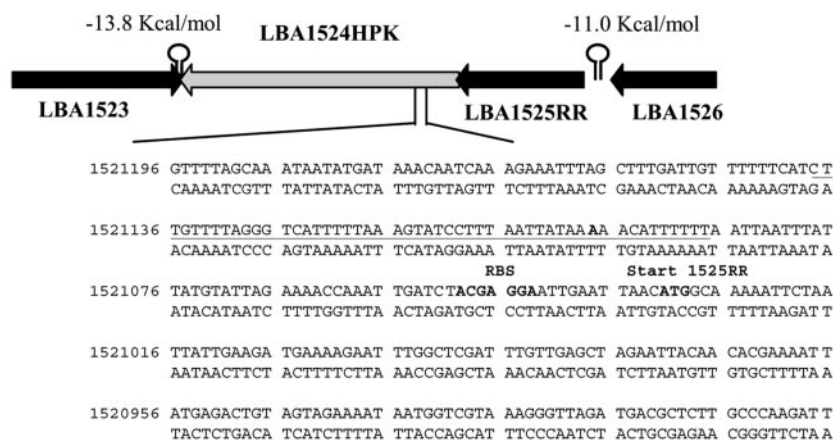 -13.8 Kcal/mol LBA1524HPK -11.0 Kcal/mol
LBA1523 LBA1525RR LBA1526
1521196 GTTTTAGCAA ATAATATGAT AAACAATCAA AGAAATTTAG CTTTGATTGT TTTTTCATCT
CAAAATCGTT TATTATACTA TTTGTTAGTT TCTTTAAATC GAAACTAACA AAAAAGTAGA
1521136 TGTTTTAGGG TCATTTTTAA AGTATCCTTT AATTATAAAA ACATTTTTTA ATTAATTTAT
ACAAAATCCC AGTAAAAATT TCATAGGAAA TTAATATTTT TGTAAAAAAT TAATTAAATA
RBS Start 1525RR
1521076 TATGTATTAG AAAACCAAAT TGATCTACGA GGAATTGAAT TAACATGGCA AAAATTCTAA
ATACATAATC TTTTGGTTTA ACTAGATGCT CCTTAACTTA ATTGTACCGT TTTTAAGATT
1521016 TTATTGAAGA TGAAAAGAAT TTGGCTCGAT TTGTTGAGCT AGAATTACAA CACGAAAATT
AATAACTTCT ACTTTTCTTA AACCGAGCTA AACAACTCGA TCTTAATGTT GTGCTTTTAA
1520956 ATGAGACTGT AGTAGAAAAT AATGGTCGTA AAGGGTTAGA TGACGCTCTT GCCCAAGATT
TACTCTGACA TCATCTTTTA TTACCAGCAT TTCCCAATCT ACTGCGAGAA CGGGTTCTAA